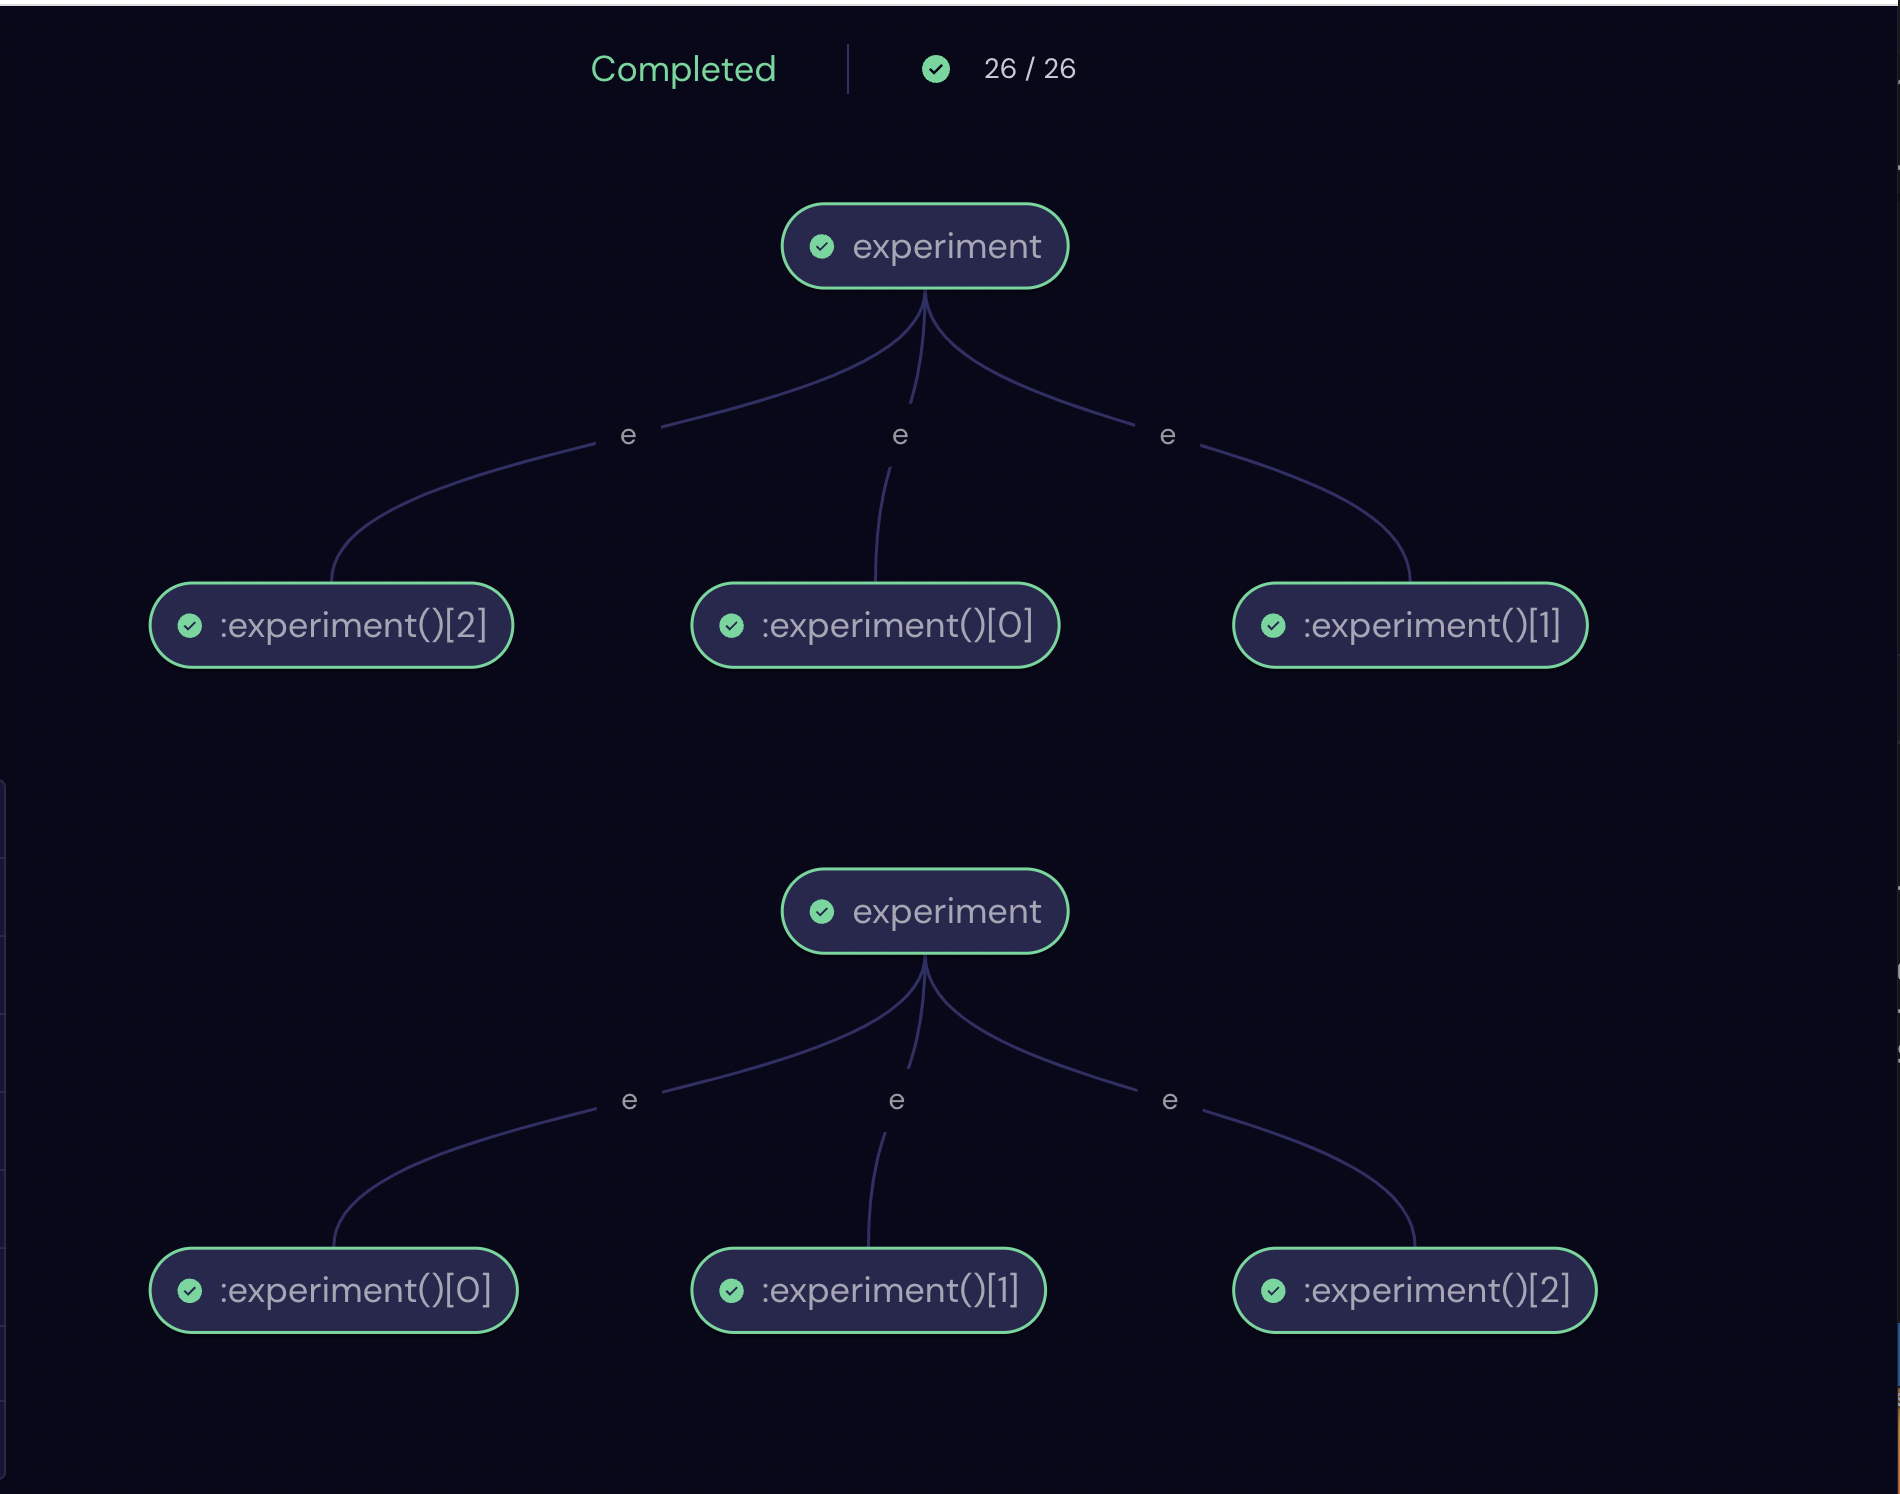 Completed
26 / 26
experiment
e
e
e
:experiment()[2]
:experiment()[0]
:experiment()[1]
experiment
e
e
e
:experiment()[0]
:experiment()[1]
:experiment()[2]